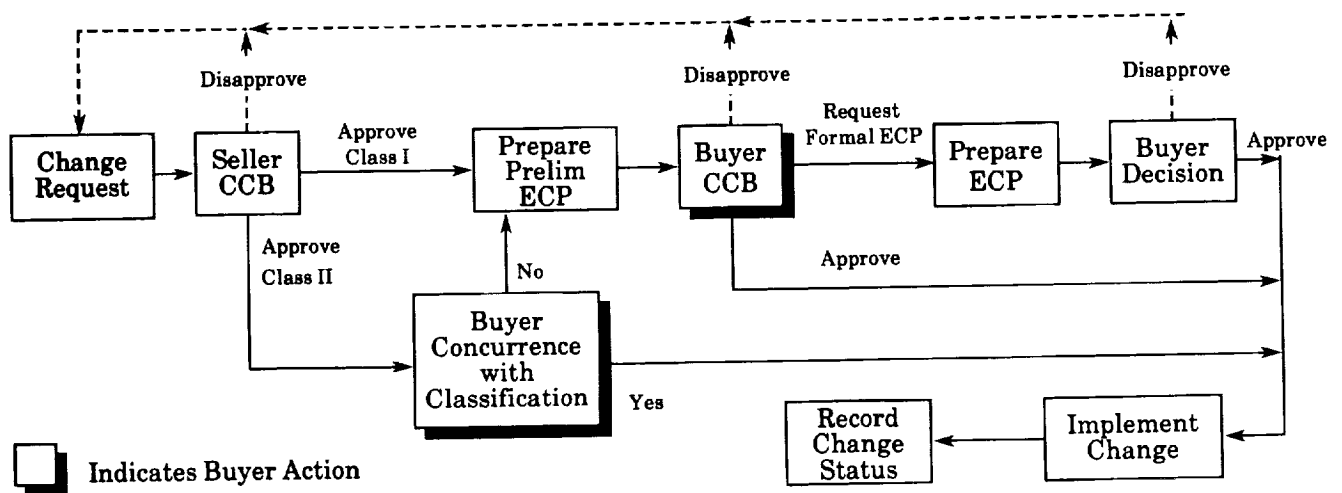 Disapprove
Disapprove
Disapprove
Change
Request
Seller
CCB
Approve
Class I
Prepare
Prelim
ECP
Buyer
CCB
Request
Formal ECP
Prepare
ECP
Buyer
Decision
Approve
Approve
Class II
No
Approve
Buyer
Concurrence
with
Classification
Yes
Record
Change
Status
Implement
Change
Indicates Buyer Action